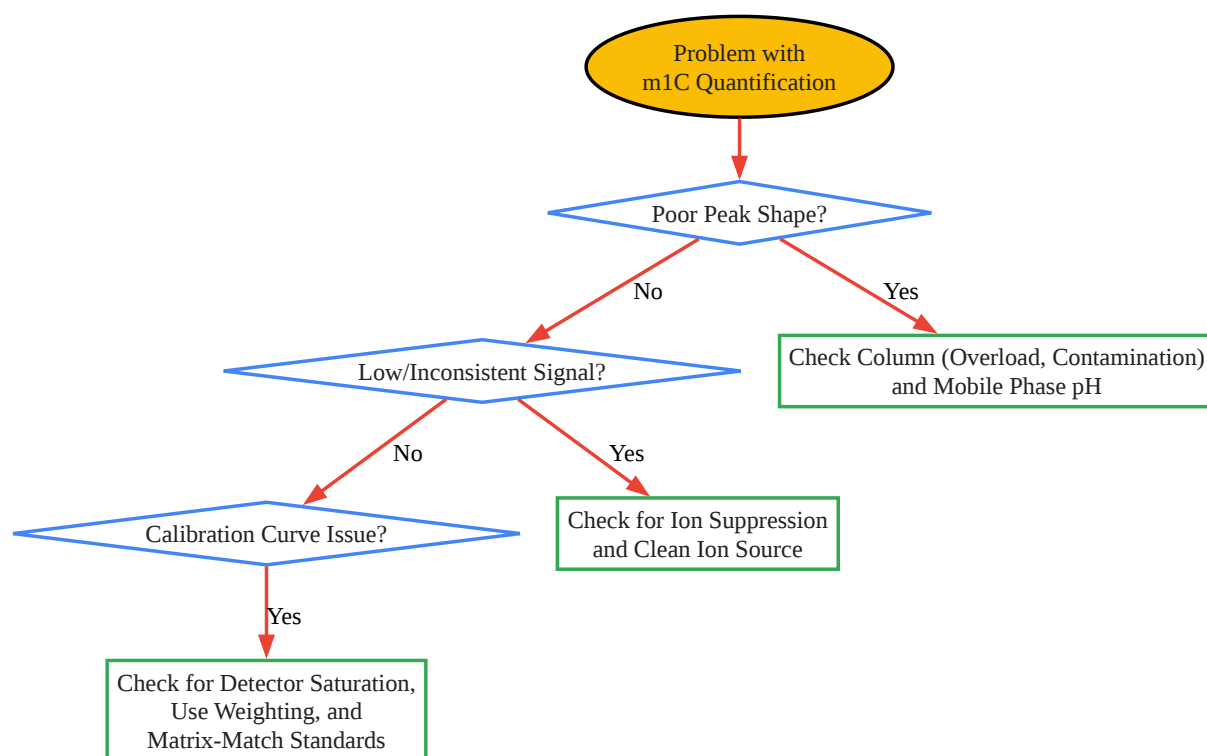 Problem with
m1C Quantification
Poor Peak Shape?
No
Yes
Check Column (Overload, Contamination)
and Mobile Phase pH
Low/Inconsistent Signal?
No
Yes
Check for Ion Suppression
and Clean Ion Source
Calibration Curve Issue?
Yes
Check for Detector Saturation,
Use Weighting, and
Matrix-Match Standards